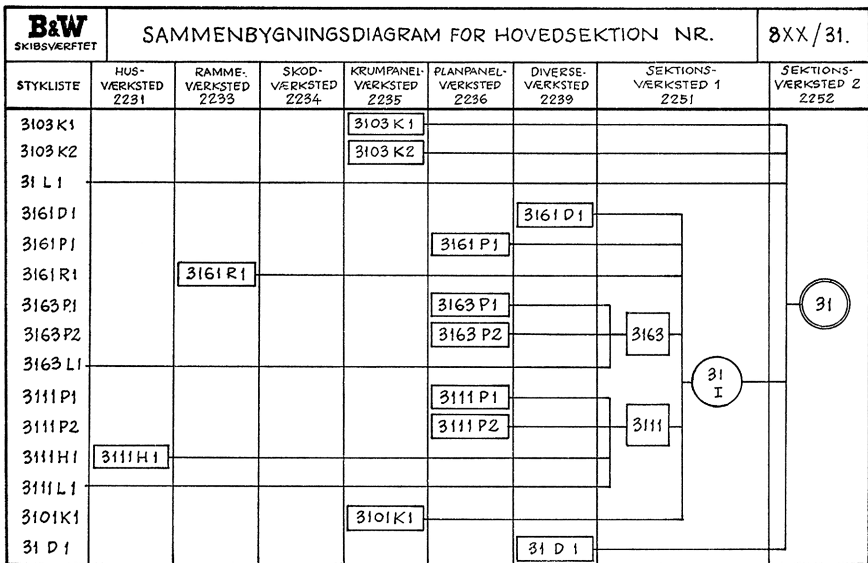 B&W
SKIBSVÆRFTET
SAMMENBYGNINGSDIAGRAM FOR HOVEDSEKTION NR.
8XX/31.
STYKLISTE
HUS-
VÆRKSTED
2231
RAMME-
VÆRKSTED
2233
SKOD-
VÆRKSTED
2234
KRUMPANEL-
VÆRKSTED
2235
PLANPANEL-
VÆRKSTED
2236
DIVERSE-
VÆRKSTED
2239
SEKTIONS-
VÆRKSTED 1
2251
SEKTIONS-
VÆRKSTED 2
2252
3103 K1 3103 K1
3103 K2 3103 K2
31 L 1
3161 D1 3161 D1
3161 P1 3161 P1
3161 R1 3161 R1
3163 P1 3163 P1
31
3163 P2 3163 P2 3163
3163 L1
31
I
3111 P1 3111 P1
3111 P2 3111 P2 3111
3111 H1 3111 H1
3111 L 1
3101 K1 3101 K1
31 D 1 31 D 1